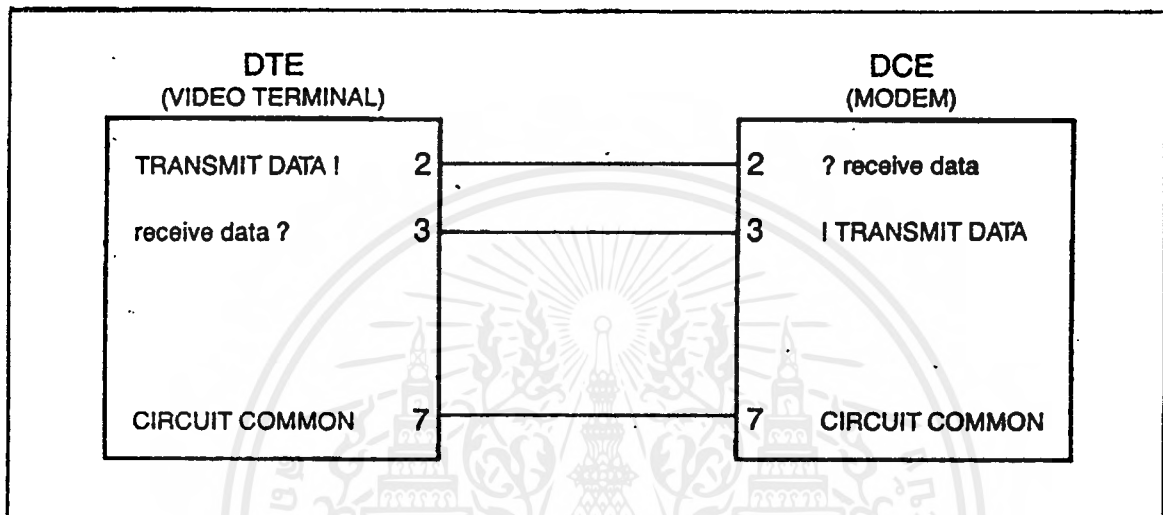 DTE
(VIDEO TERMINAL)
DCE
(MODEM)
TRANSMIT DATA !
2
2
? receive data
receive data ?
3
3
! TRANSMIT DATA
CIRCUIT COMMON
7
7
CIRCUIT COMMON